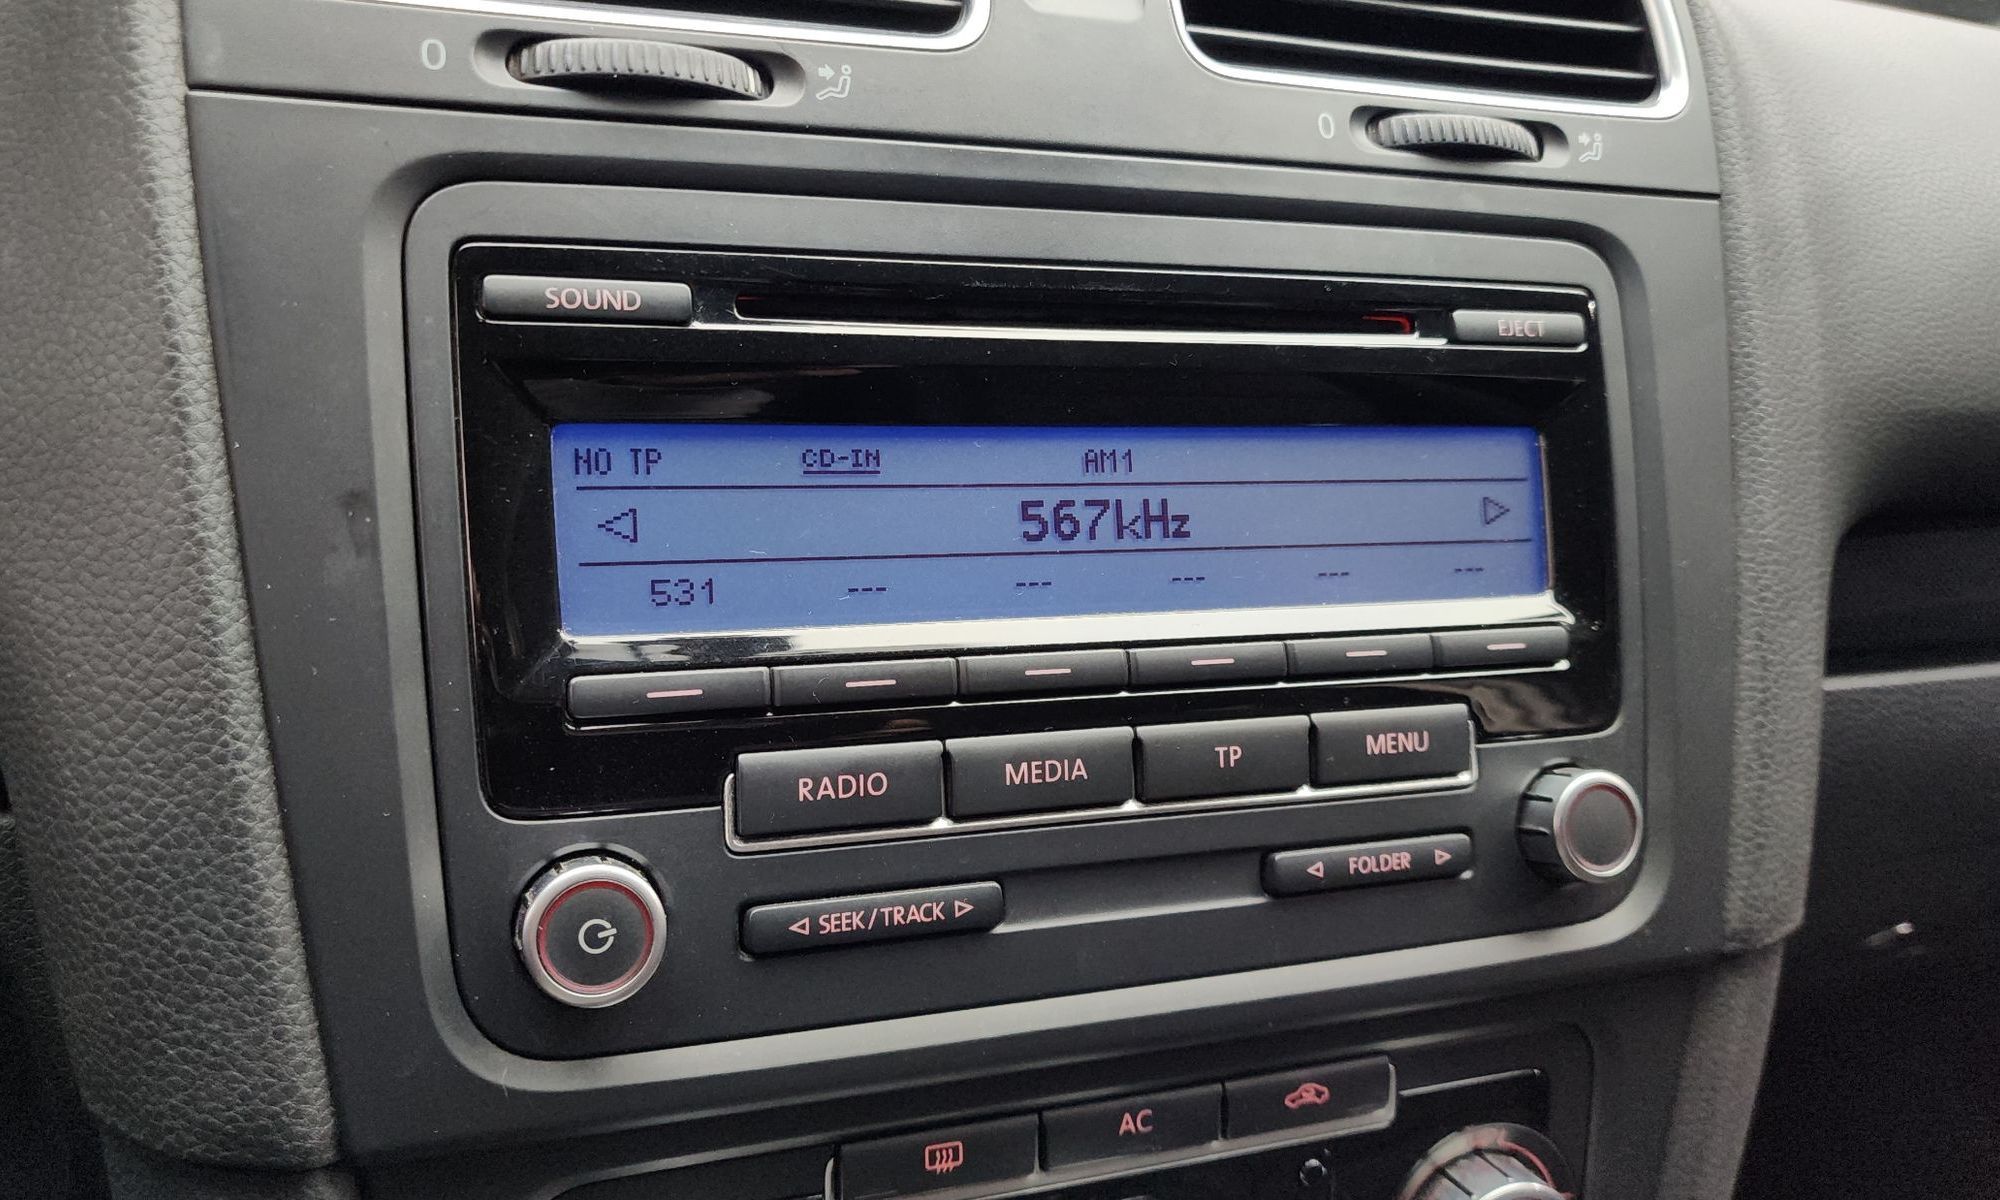 0
0
SOUND
EJECT
NO TP CD-IN AM1
567kHz
531 --- --- --- --- ---
RADIO MEDIA TP MENU
SEEK/TRACK FOLDER
AC